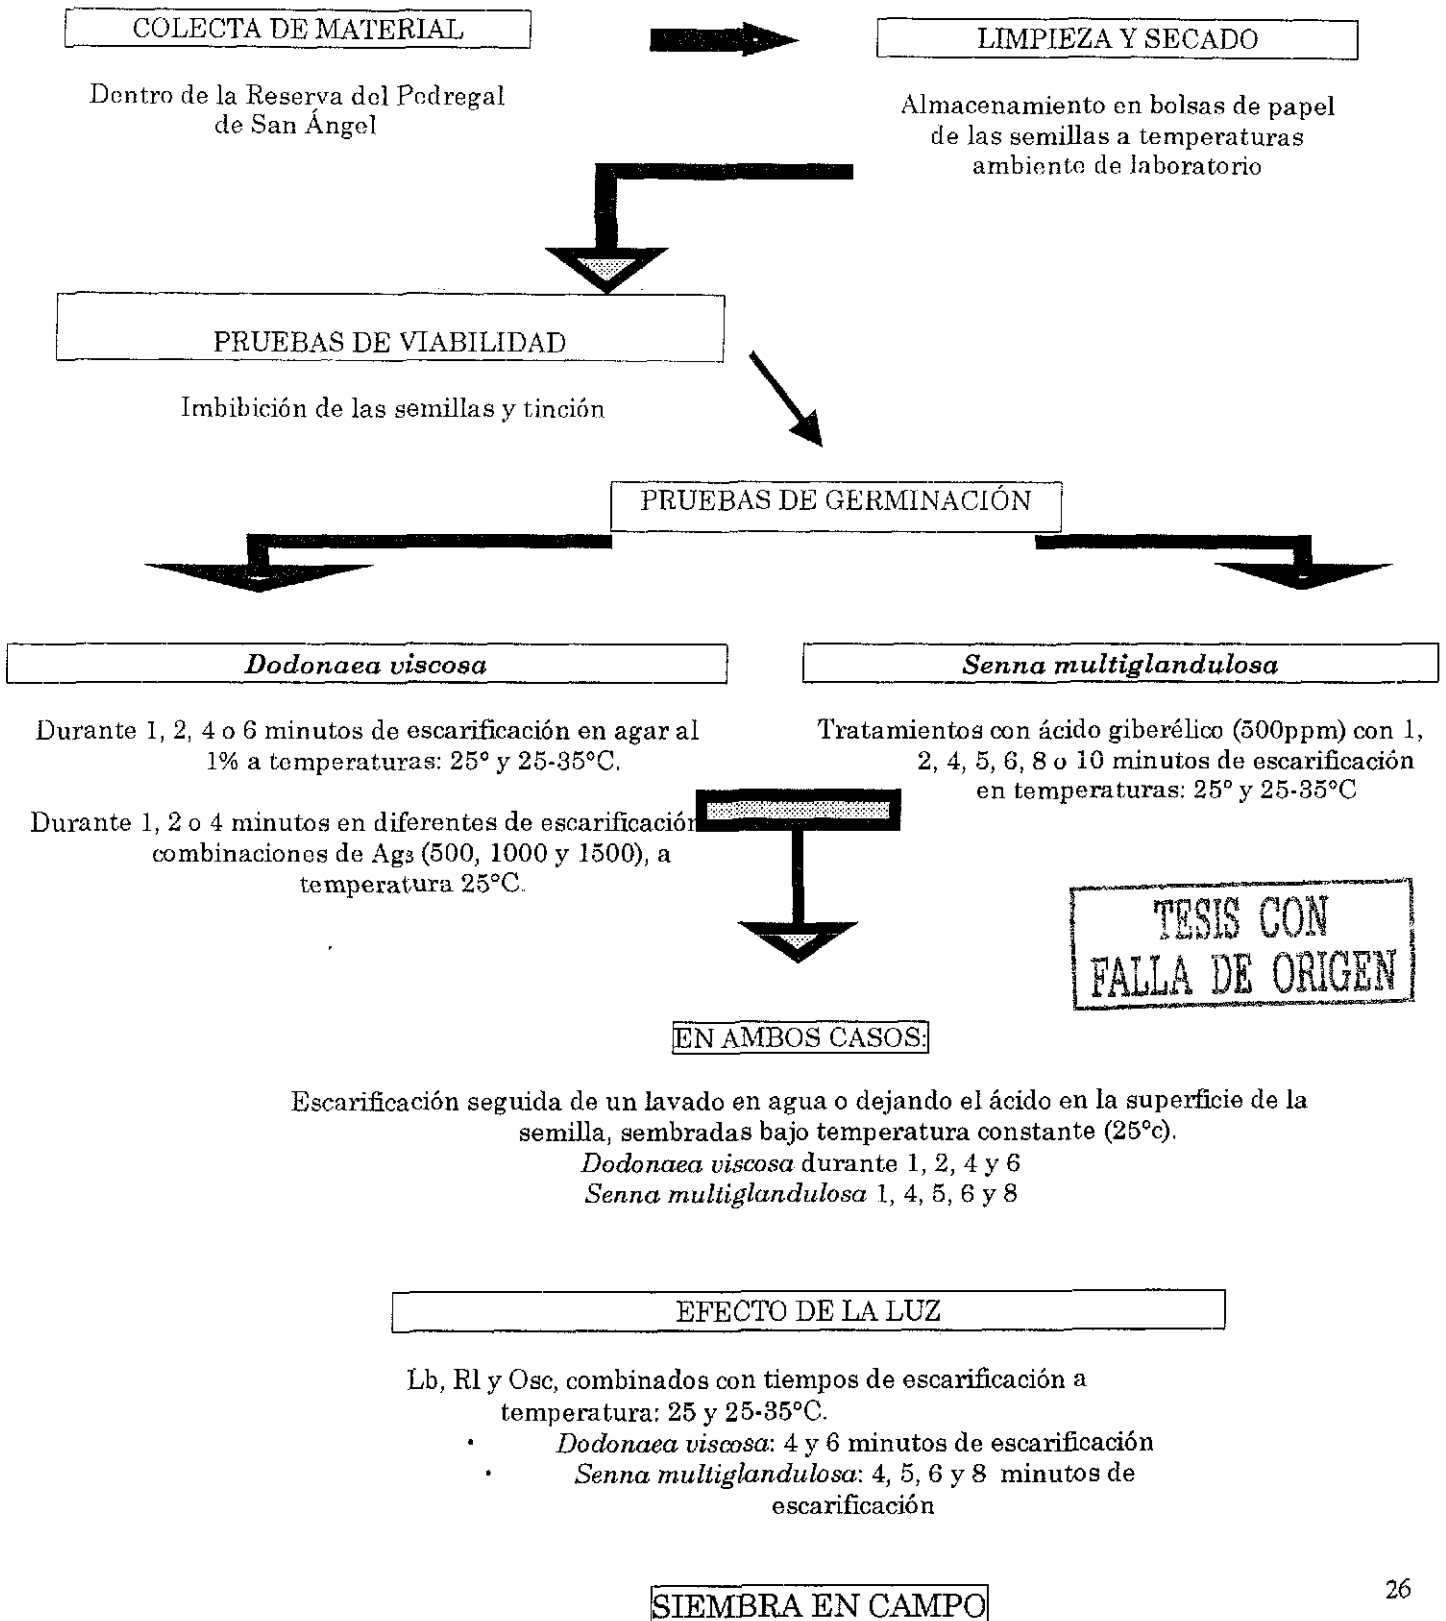 COLECTA DE MATERIAL
Dentro de la Reserva del Pedregal
de San Ángel
LIMPIEZA Y SECADO
Almacenamiento en bolsas de papel
de las semillas a temperaturas
ambiente de laboratorio
PRUEBAS DE VIABILIDAD
Imbibición de las semillas y tinción
PRUEBAS DE GERMINACIÓN
Dodonaea viscosa
Durante 1, 2, 4 o 6 minutos de escarificación en agar al
1% a temperaturas: 25° y 25-35°C.
Durante 1, 2 o 4 minutos en diferentes de escarificación
combinaciones de Ag₃ (500, 1000 y 1500), a
temperatura 25°C.
Senna multiglandulosa
Tratamientos con ácido giberélico (500ppm) con 1,
2, 4, 5, 6, 8 o 10 minutos de escarificación
en temperaturas: 25° y 25-35°C
TESIS CON
FALLA DE ORIGEN
EN AMBOS CASOS:
Escarificación seguida de un lavado en agua o dejando el ácido en la superficie de la
semilla, sembradas bajo temperatura constante (25°c).
Dodonaea viscosa durante 1, 2, 4 y 6
Senna multiglandulosa 1, 4, 5, 6 y 8
EFECTO DE LA LUZ
Lb, Rl y Osc, combinados con tiempos de escarificación a
temperatura: 25 y 25-35°C.
· Dodonaea viscosa: 4 y 6 minutos de escarificación
· Senna multiglandulosa: 4, 5, 6 y 8 minutos de
escarificación
SIEMBRA EN CAMPO
26